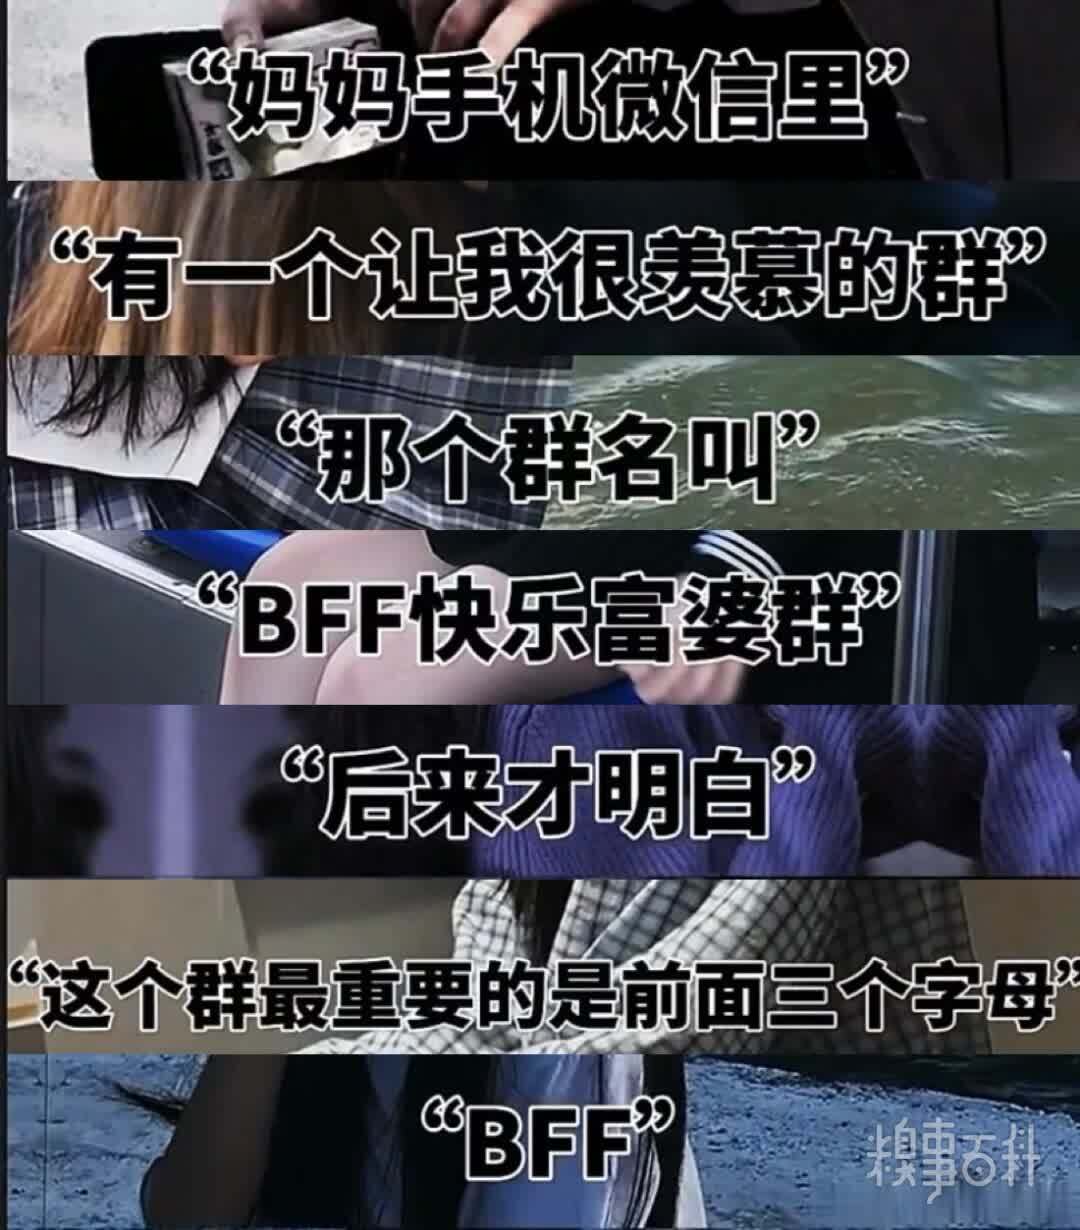 “妈妈手机微信里”
“有一个让我很羡慕的群”
“那个群名叫”
“BFF快乐富婆群”
“后来才明白”
“这个群最重要的是前面三个字母”
“BFF”
糗事百科